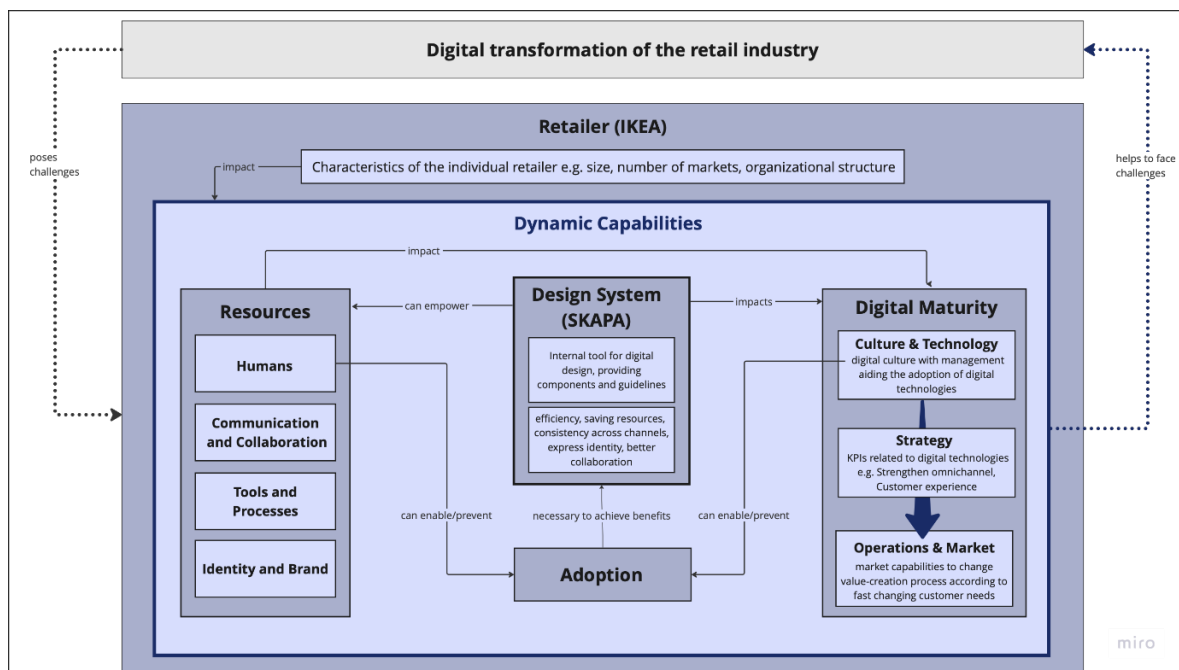 Digital transformation of the retail industry
poses
challenges
helps to face
challenges
Retailer (IKEA)
impact
Characteristics of the individual retailer e.g. size, number of markets, organizational structure
Dynamic Capabilities
impact
Resources
Humans
Communication
and Collaboration
Tools and
Processes
Identity and Brand
can empower
Design System
(SKAPA)
Internal tool for digital
design, providing
components and guidelines
efficiency, saving resources,
consistency across channels,
express identity, better
collaboration
impacts
Digital Maturity
Culture & Technology
digital culture with management
aiding the adoption of digital
technologies
Strategy
KPIs related to digital technologies
e.g. Strengthen omnichannel,
Customer experience
Operations & Market
market capabilities to change
value-creation process according to
fast changing customer needs
can enable/prevent
necessary to achieve benefits
can enable/prevent
Adoption
miro